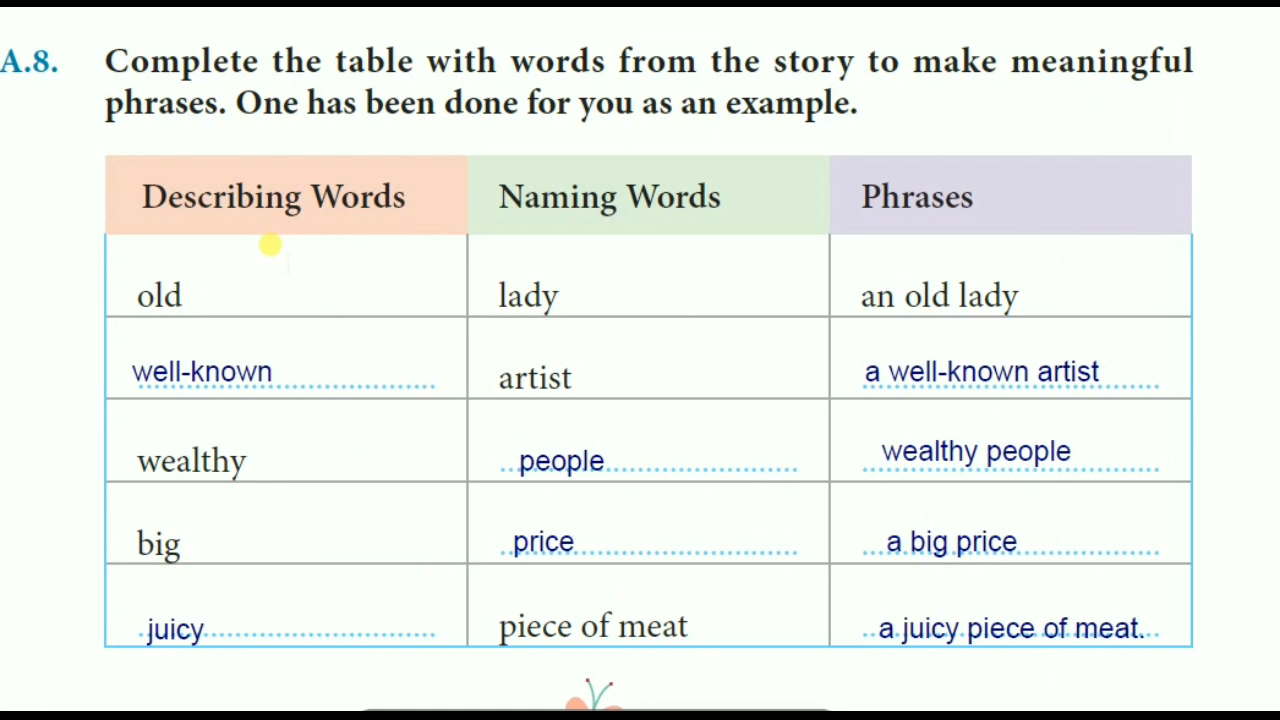 A.8. Complete the table with words from the story to make meaningful
phrases. One has been done for you as an example.
Describing Words Naming Words Phrases
old lady an old lady
well-known artist a well-known artist
wealthy people wealthy people
big price a big price
juicy piece of meat a juicy piece of meat.